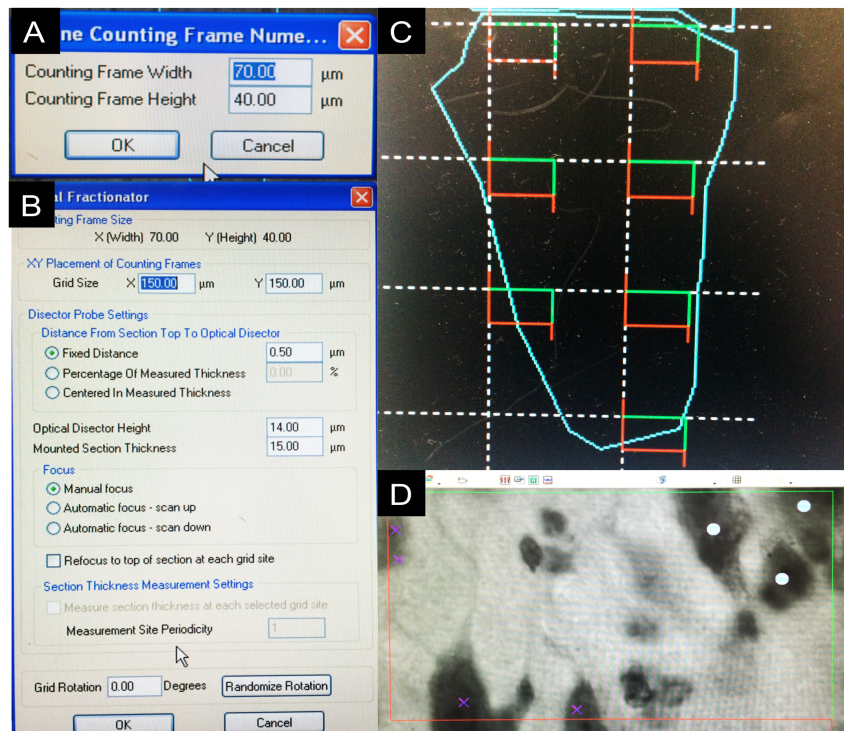 A
ne Counting Frame Nume...
Counting Frame Width 70.00 µm
Counting Frame Height 40.00 µm
OK Cancel
B
al Fractionator
ting Frame Size
X (Width) 70.00 Y (Height) 40.00
XY Placement of Counting Frames
Grid Size X 150.00 µm Y 150.00 µm
Disector Probe Settings
Distance From Section Top To Optical Disector
Fixed Distance 0.50 µm
Percentage Of Measured Thickness 0.00 %
Centered In Measured Thickness
Optical Disector Height 14.00 µm
Mounted Section Thickness 15.00 µm
Focus
Manual focus
Automatic focus - scan up
Automatic focus - scan down
Refocus to top of section at each grid site
Section Thickness Measurement Settings
Measure section thickness at each selected grid site
Measurement Site Periodicity 1
Grid Rotation 0.00 Degrees Randomize Rotation
OK Cancel
C
D